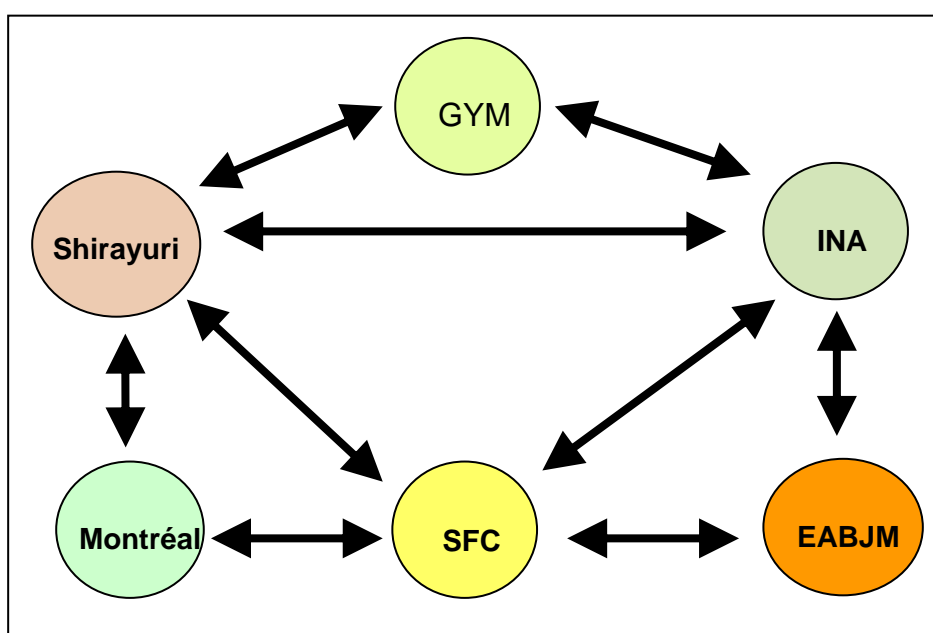 GYM
Shirayuri
INA
Montréal
SFC
EABJM